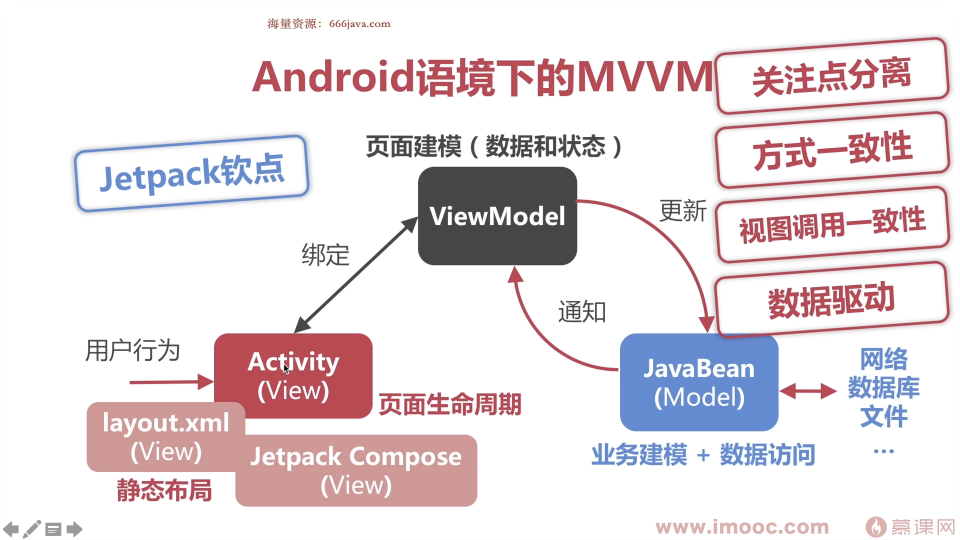 海量资源：666java.com
Android语境下的MVVM
关注点分离
页面建模（数据和状态）
方式一致性
Jetpack钦点
ViewModel
更新
视图调用一致性
绑定
数据驱动
通知
用户行为
Activity
(View)
JavaBean
(Model)
网络
数据库
文件
...
页面生命周期
layout.xml
(View)
Jetpack Compose
(View)
业务建模 + 数据访问
静态布局
www.imooc.com
慕课网